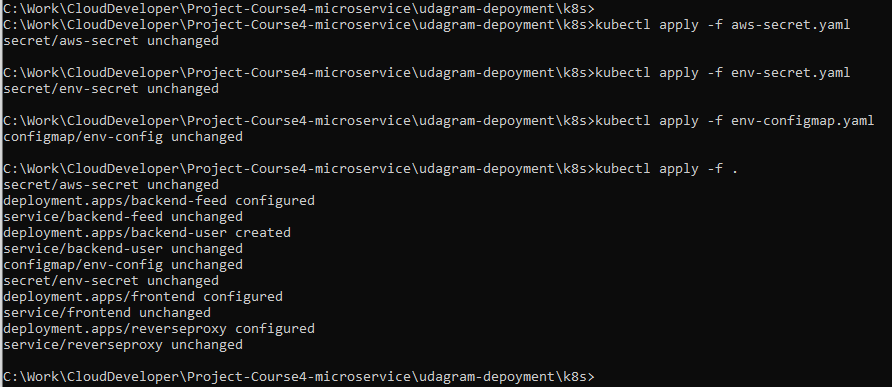 C:\Work\CloudDeveloper\Project-Course4-microservice\udagram-depoyment\k8s>
C:\Work\CloudDeveloper\Project-Course4-microservice\udagram-depoyment\k8s>kubectl apply -f aws-secret.yaml
secret/aws-secret unchanged
C:\Work\CloudDeveloper\Project-Course4-microservice\udagram-depoyment\k8s>kubectl apply -f env-secret.yaml
secret/env-secret unchanged
C:\Work\CloudDeveloper\Project-Course4-microservice\udagram-depoyment\k8s>kubectl apply -f env-configmap.yaml
configmap/env-config unchanged
C:\Work\CloudDeveloper\Project-Course4-microservice\udagram-depoyment\k8s>kubectl apply -f .
secret/aws-secret unchanged
deployment.apps/backend-feed configured
service/backend-feed unchanged
deployment.apps/backend-user created
service/backend-user unchanged
configmap/env-config unchanged
secret/env-secret unchanged
deployment.apps/frontend configured
service/frontend unchanged
deployment.apps/reverseproxy configured
service/reverseproxy unchanged
C:\Work\CloudDeveloper\Project-Course4-microservice\udagram-depoyment\k8s>